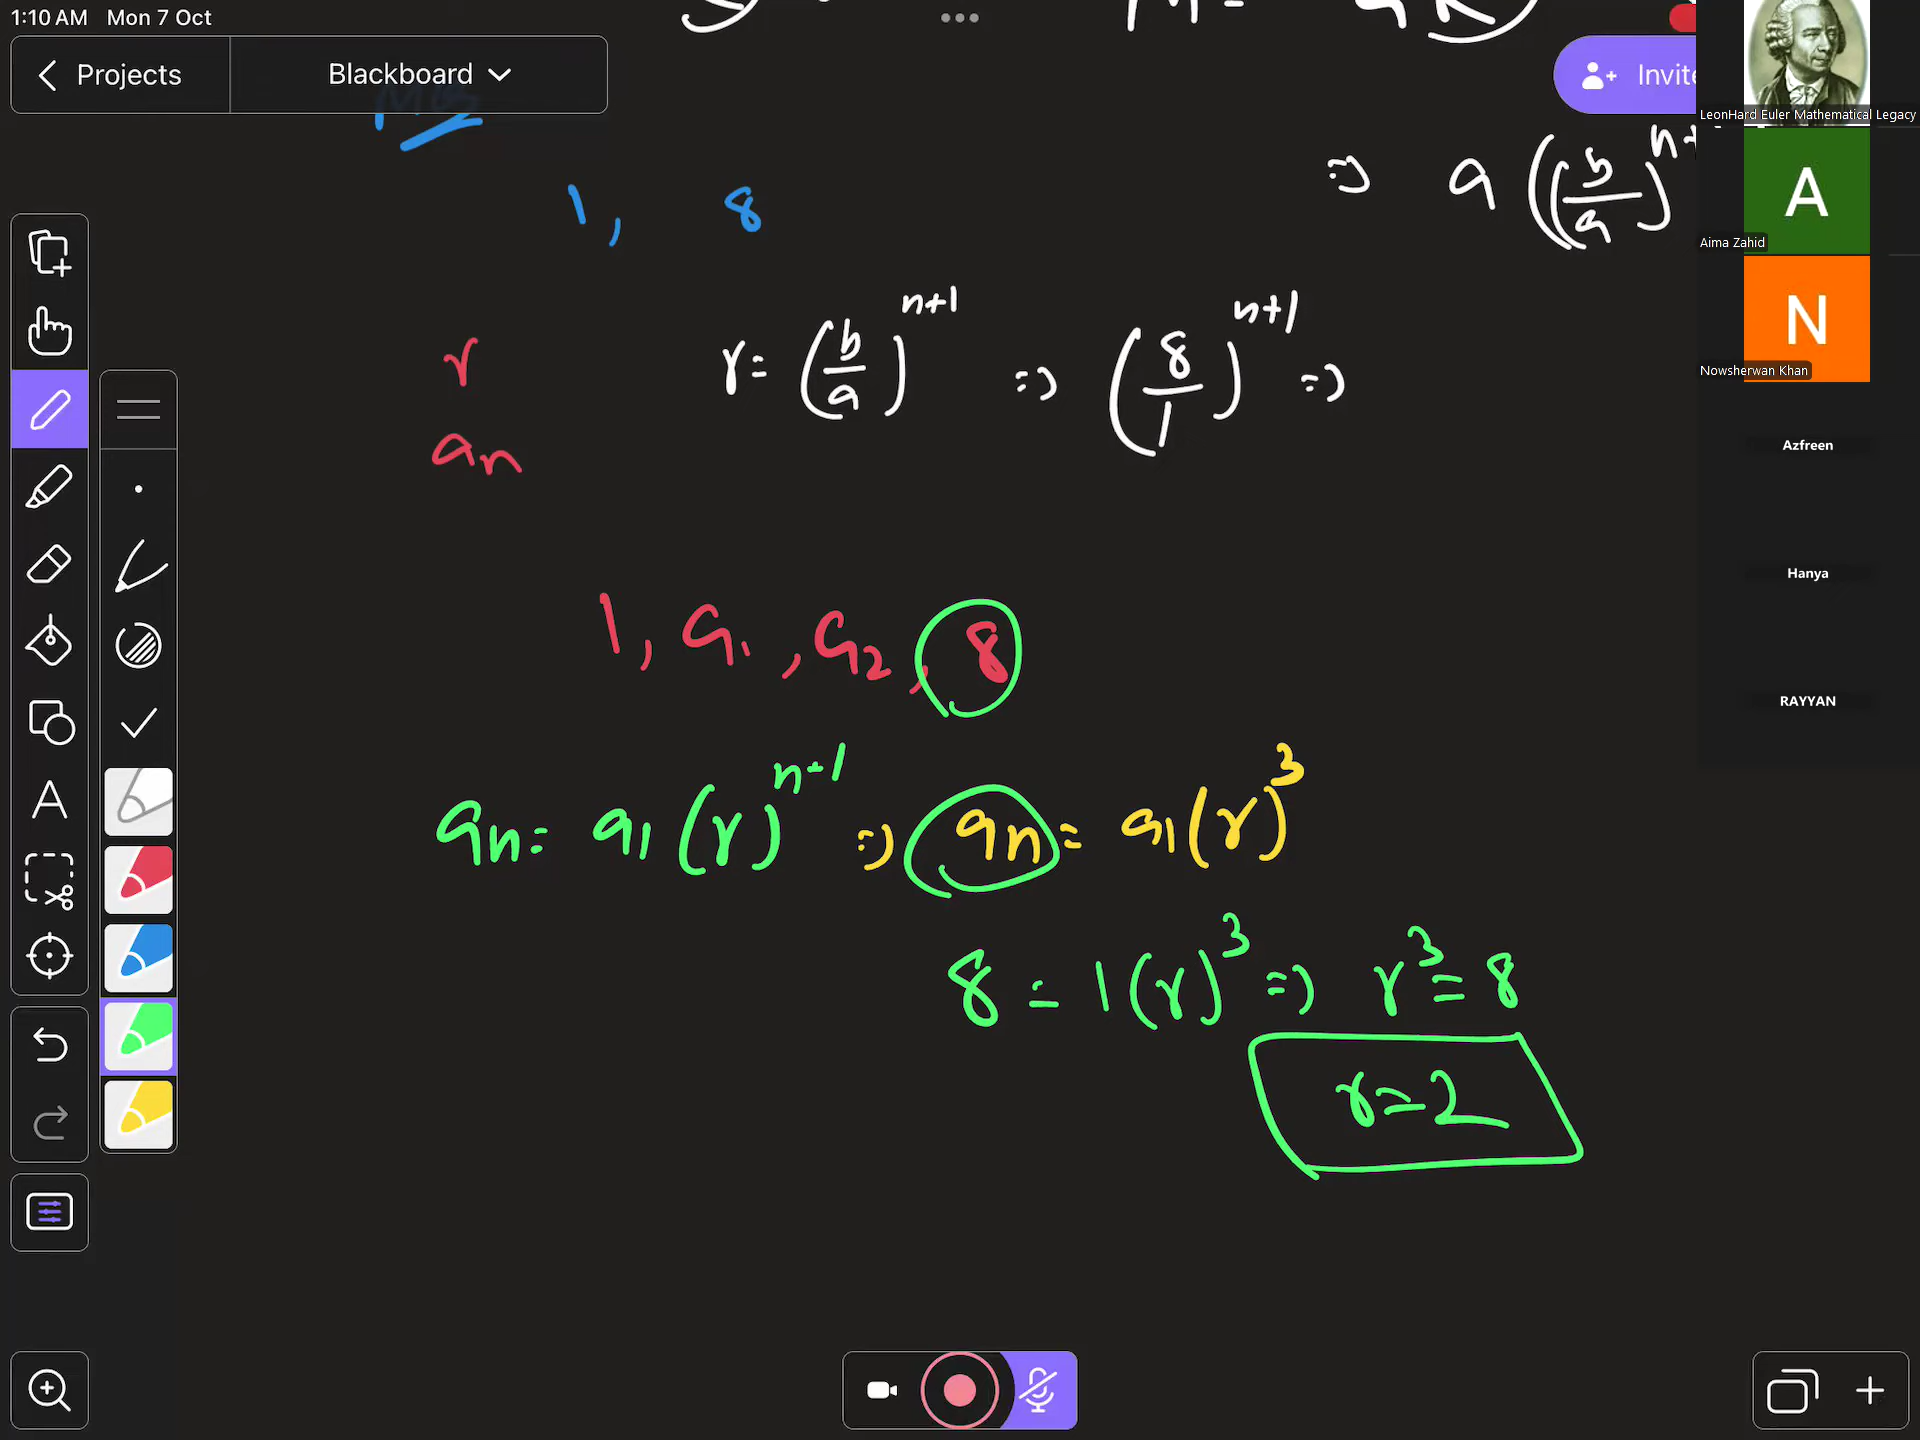 1:10 AM Mon 7 Oct
Projects
Blackboard
Invite
LeonHard Euler Mathematical Legacy
1, 8
⇒ a((b/a)^n+
A
Aima Zahid
r
r = (b/a)^n+1 ⇒ (8/1)^n+1 ⇒
an
N
Nowsherwan Khan
Azfreen
Hanya
1, G1, G2, 8
RAYYAN
an = a1(r)^n-1 ⇒ an = a1(r)^3
8 = 1(r)^3 ⇒ r^3 = 8
r = 2
A